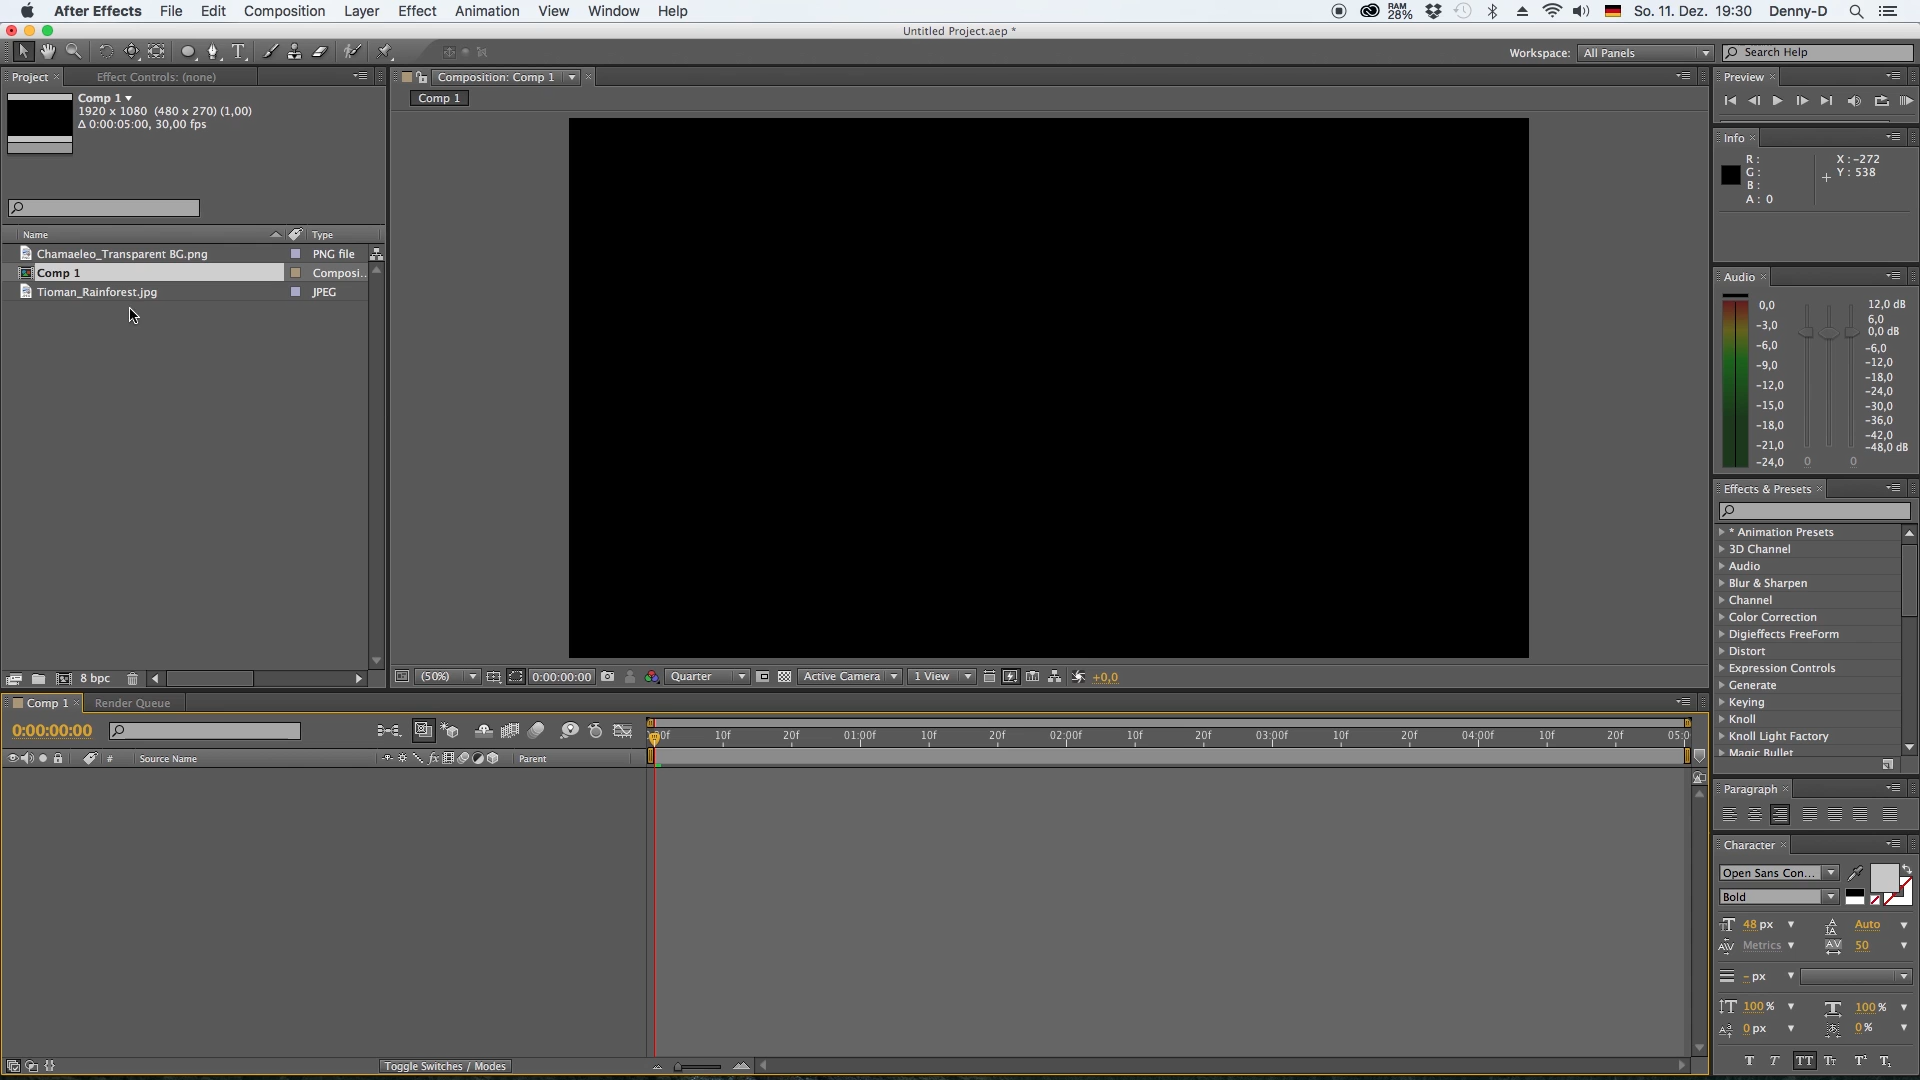 After Effects File Edit Composition Layer Effect Animation View Window Help RAM 28% So. 11. Dez. 19:30 Denny-D
Untitled Project.aep *
Workspace: All Panels Search Help
Project Effect Controls: (none)
Comp 1
1920 x 1080 (480 x 270) (1,00)
Δ 0:00:05:00, 30,00 fps
Name Type
Chamaeleo_Transparent BG.png PNG file
Comp 1 Composi...
Tioman_Rainforest.jpg JPEG
8 bpc
Composition: Comp 1
Comp 1
(50%) 0:00:00:00 Quarter Active Camera 1 View +0,0
Preview
Info
R:
G:
B:
A: 0
X: -272
Y: 538
Audio
0,0
-3,0
-6,0
-9,0
-12,0
-15,0
-18,0
-21,0
-24,0
12,0 dB
6,0
0,0 dB
-6,0
-12,0
-18,0
-24,0
-30,0
-36,0
-42,0
-48,0 dB
0 0
Effects & Presets
* Animation Presets
3D Channel
Audio
Blur & Sharpen
Channel
Color Correction
Digieffects FreeForm
Distort
Expression Controls
Generate
Keying
Knoll
Knoll Light Factory
Magic Bullet
Paragraph
Character
Open Sans Con...
Bold
48 px Auto
Metrics 50
- px
100 % 100 %
0 px 0 %
T T TT Tt T¹ T₁
Comp 1 Render Queue
0:00:00:00
# Source Name Parent
10f 20f 01:00f 10f 20f 02:00f 10f 20f 03:00f 10f 20f 04:00f 10f 20f 05:0
Toggle Switches / Modes